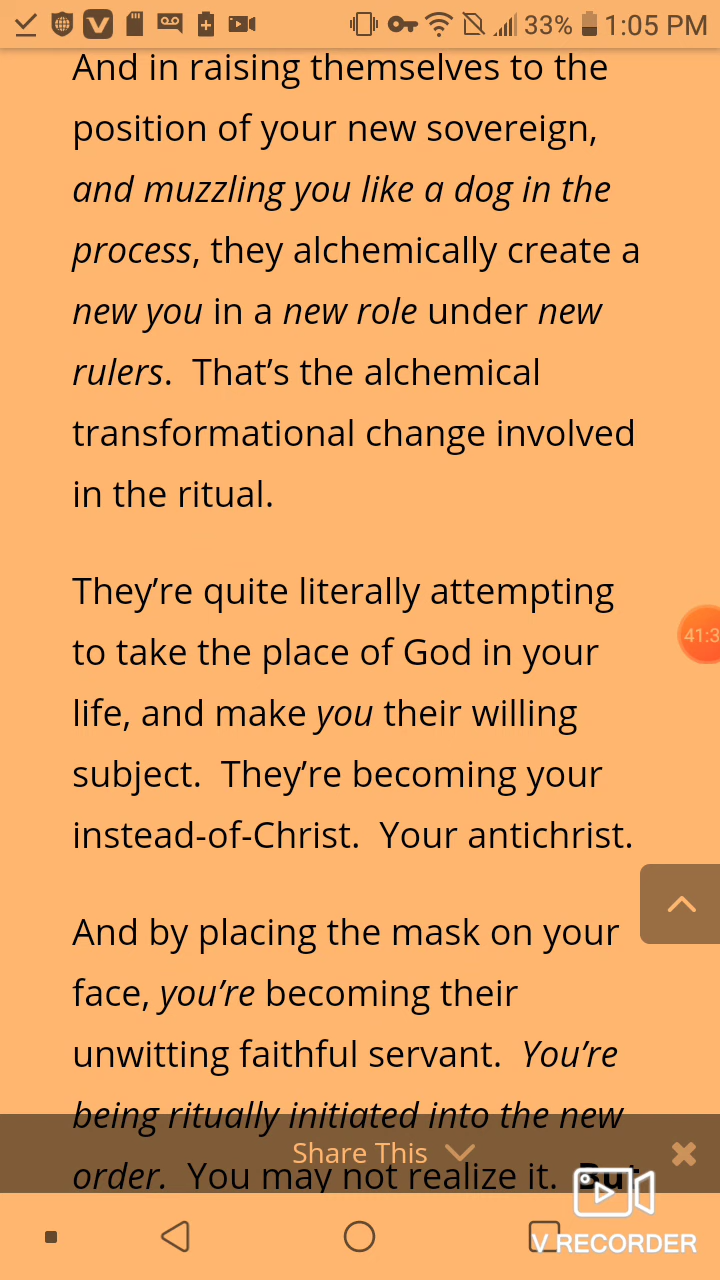 33% 1:05 PM
And in raising themselves to the
position of your new sovereign,
and muzzling you like a dog in the
process, they alchemically create a
new you in a new role under new
rulers.  That’s the alchemical
transformational change involved
in the ritual.
They’re quite literally attempting
to take the place of God in your
life, and make you their willing
subject.  They’re becoming your
instead-of-Christ.  Your antichrist.
41:3
And by placing the mask on your
face, you’re becoming their
unwitting faithful servant.  You’re
being ritually initiated into the new
Share This
order.  You may not realize it.  But
V RECORDER